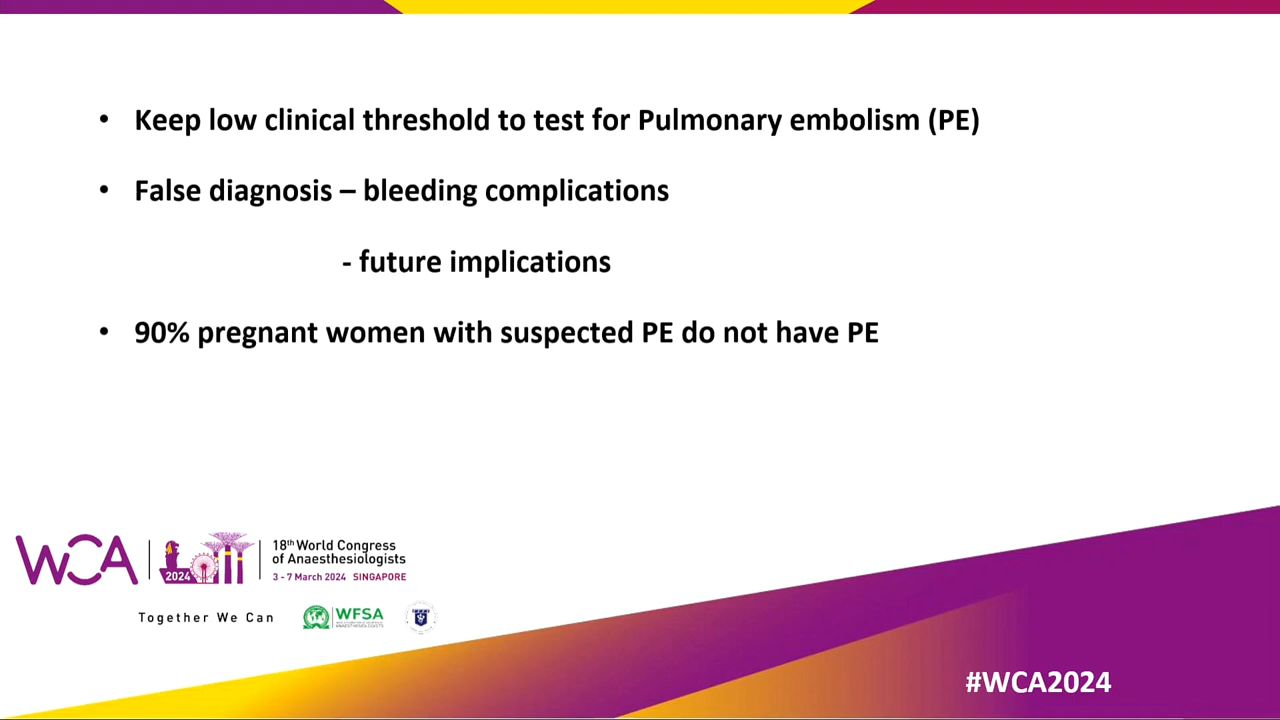 • Keep low clinical threshold to test for Pulmonary embolism (PE)
• False diagnosis – bleeding complications
- future implications
• 90% pregnant women with suspected PE do not have PE
WCA
2024
18th World Congress
of Anaesthesiologists
3 - 7 March 2024 SINGAPORE
Together We Can
WFSA
#WCA2024